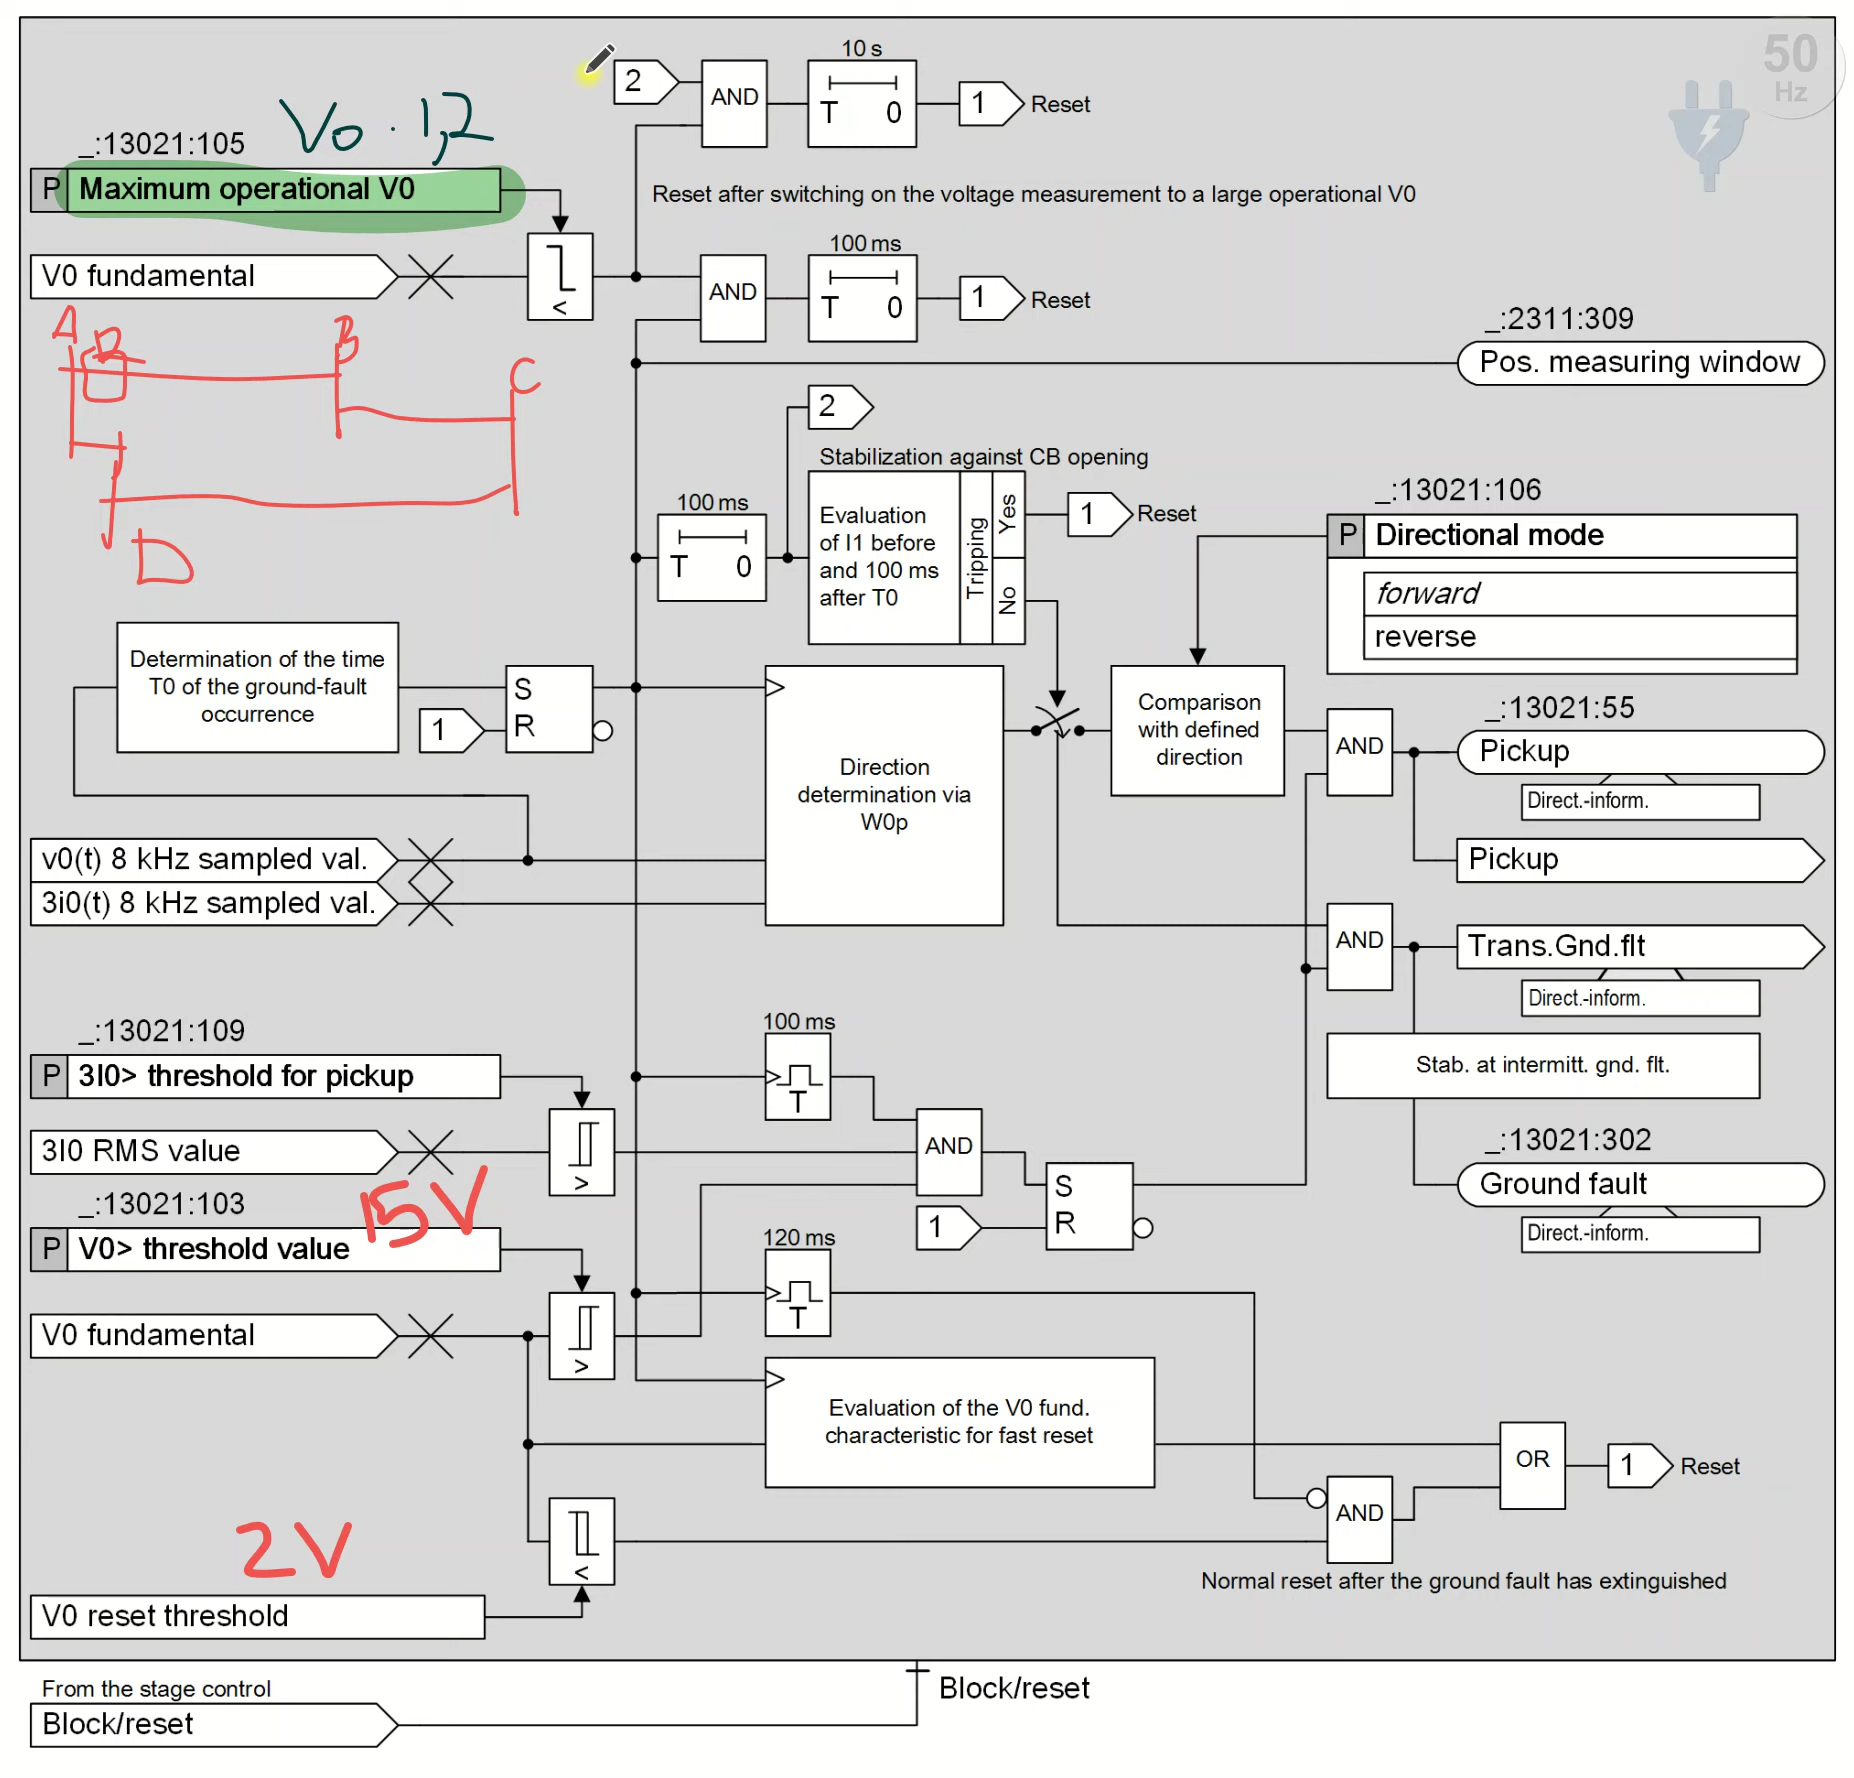 50
Hz
10 s
2
AND
T 0
1
Reset
V0 . 1,2
_:13021:105
P Maximum operational V0
Reset after switching on the voltage measurement to a large operational V0
V0 fundamental
<
100 ms
AND
T 0
1
Reset
A
B
B
C
D
_:2311:309
Pos. measuring window
2
Stabilization against CB opening
100 ms
T 0
Evaluation
of I1 before
and 100 ms
after T0
Tripping
Yes
No
1
Reset
_:13021:106
P Directional mode
forward
reverse
Determination of the time
T0 of the ground-fault
occurrence
1
S
R
Direction
determination via
W0p
Comparison
with defined
direction
AND
_:13021:55
Pickup
Direct.-inform.
Pickup
v0(t) 8 kHz sampled val.
3i0(t) 8 kHz sampled val.
AND
Trans.Gnd.flt
Direct.-inform.
Stab. at intermitt. gnd. flt.
_:13021:302
Ground fault
Direct.-inform.
_:13021:109
P 3I0> threshold for pickup
3I0 RMS value
>
100 ms
T
AND
1
S
R
_:13021:103
15V
P V0> threshold value
V0 fundamental
>
120 ms
T
Evaluation of the V0 fund.
characteristic for fast reset
OR
1
Reset
AND
2V
<
V0 reset threshold
Normal reset after the ground fault has extinguished
From the stage control
Block/reset
Block/reset